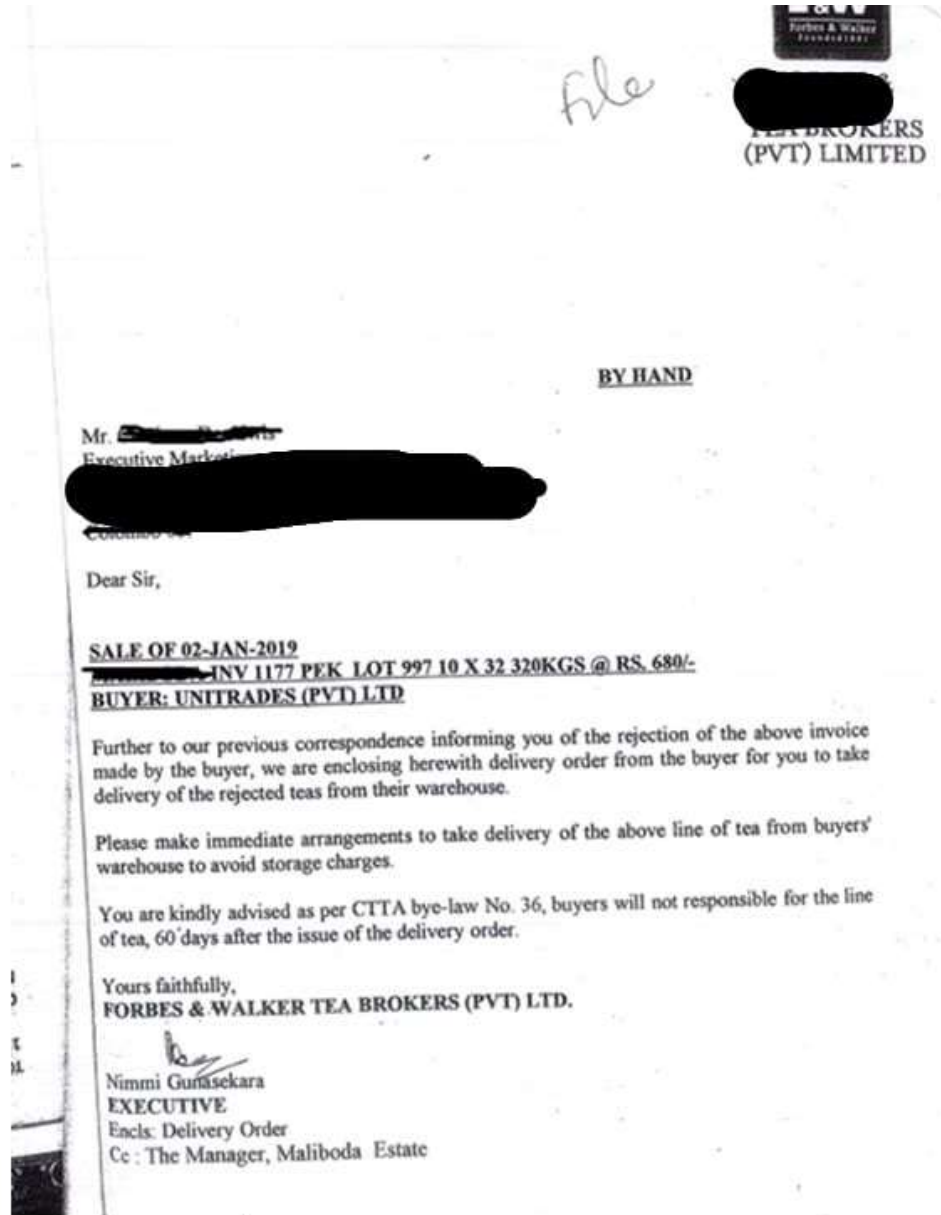 Forbes & Walker
File
TEA BROKERS
(PVT) LIMITED
BY HAND
Mr.
Executive
Colombo
Dear Sir,
SALE OF 02-JAN-2019
INV 1177 PEK LOT 997 10 X 32 320KGS @ RS. 680/-
BUYER: UNITRADES (PVT) LTD
Further to our previous correspondence informing you of the rejection of the above invoice
made by the buyer, we are enclosing herewith delivery order from the buyer for you to take
delivery of the rejected teas from their warehouse.
Please make immediate arrangements to take delivery of the above line of tea from buyers'
warehouse to avoid storage charges.
You are kindly advised as per CTTA bye-law No. 36, buyers will not responsible for the line
of tea, 60 days after the issue of the delivery order.
Yours faithfully,
FORBES & WALKER TEA BROKERS (PVT) LTD.
Nimmi Gunasekara
EXECUTIVE
Encls: Delivery Order
Cc : The Manager, Maliboda Estate